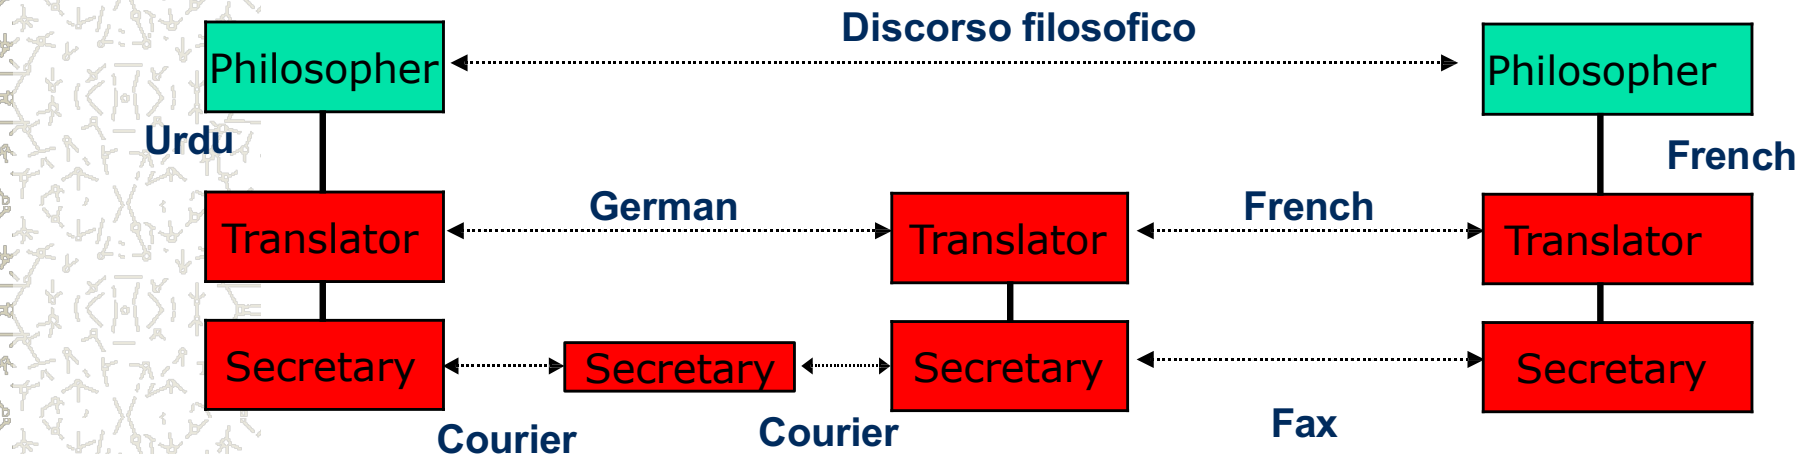 Discorso filosofico
Philosopher
Philosopher
Urdu
French
German
French
Translator
Translator
Translator
Secretary
Secretary
Secretary
Secretary
Courier
Courier
Fax